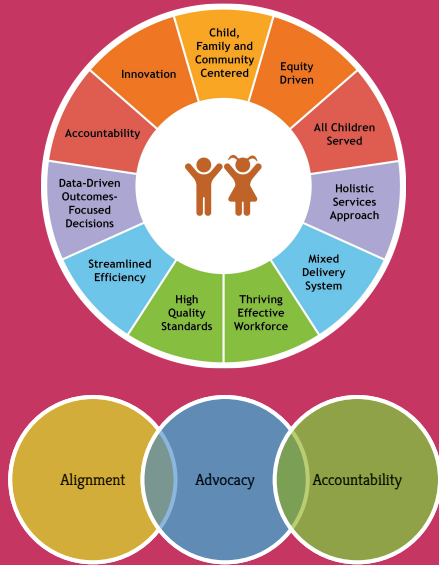 Child,
Family and
Community
Centered
Equity
Driven
All Children
Served
Holistic
Services
Approach
Mixed
Delivery
System
Thriving
Effective
Workforce
High
Quality
Standards
Streamlined
Efficiency
Data-Driven
Outcomes-
Focused
Decisions
Accountability
Innovation
Alignment
Advocacy
Accountability